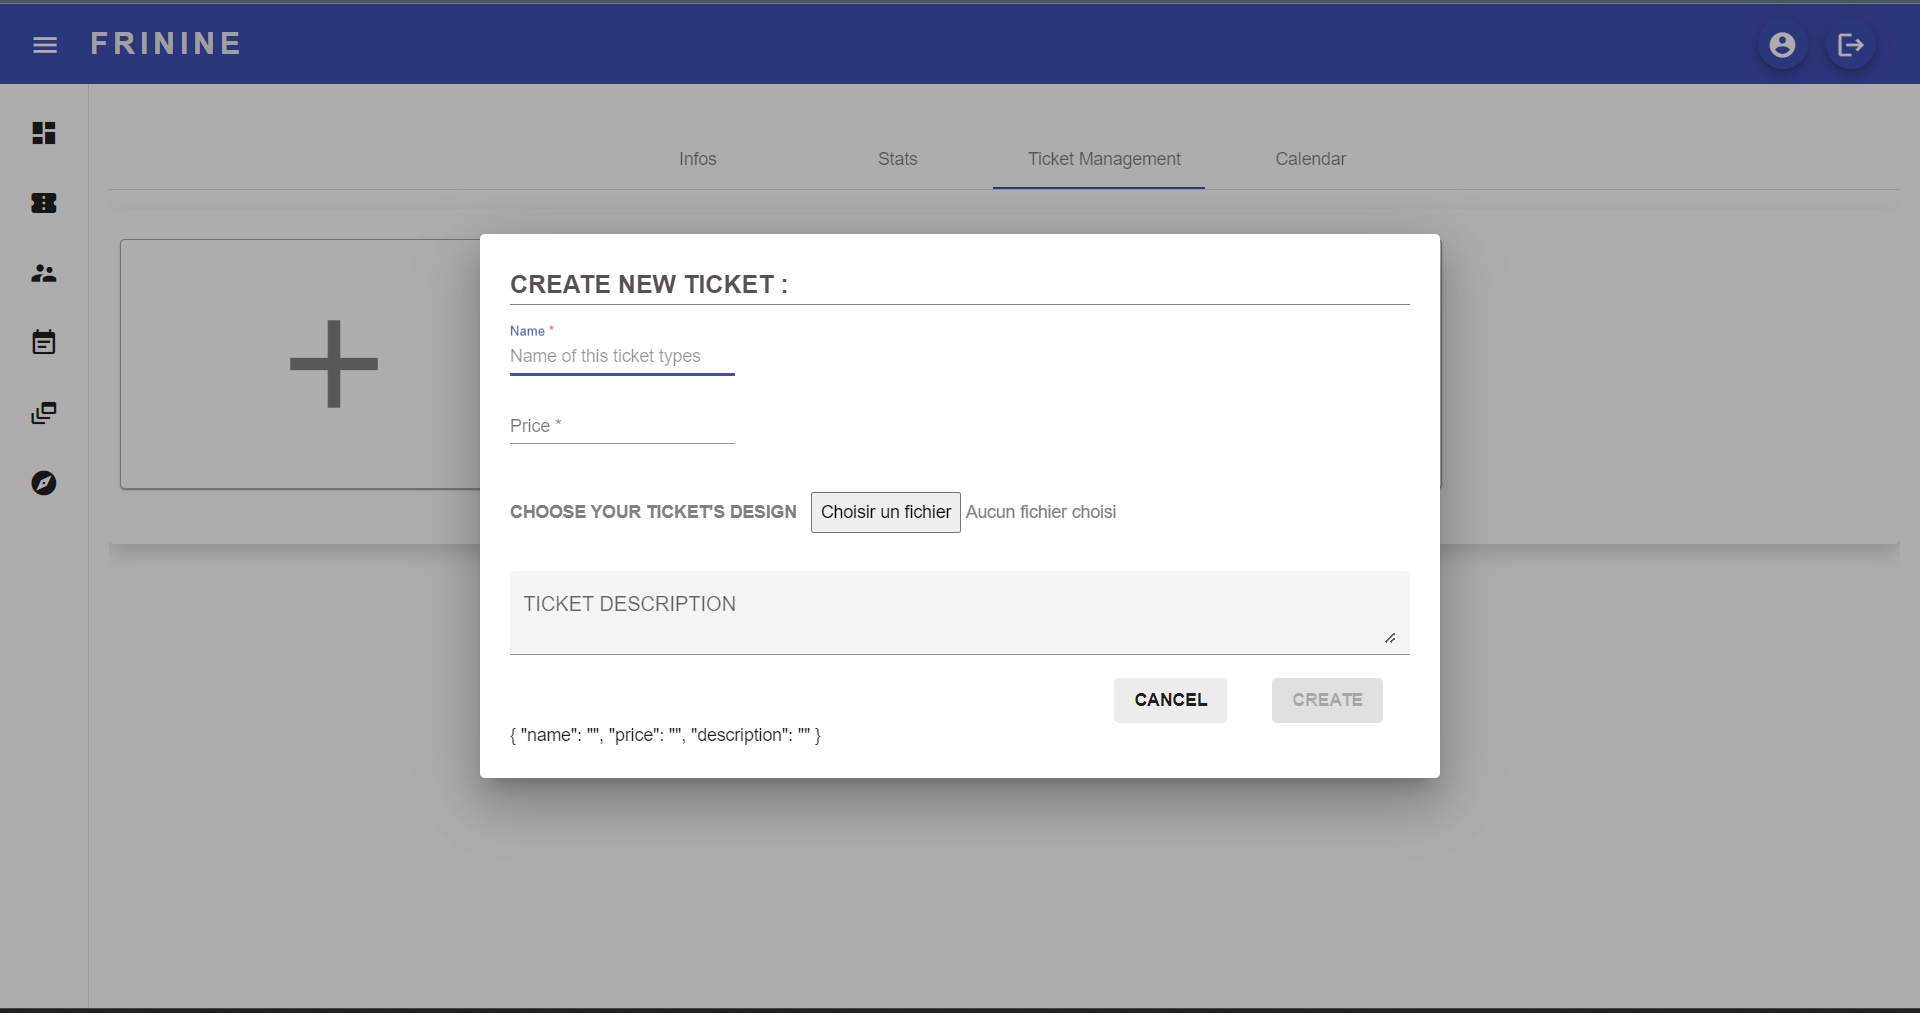 FRININE
Infos Stats Ticket Management Calendar
CREATE NEW TICKET :
Name *
Name of this ticket types
Price *
CHOOSE YOUR TICKET'S DESIGN Choisir un fichier Aucun fichier choisi
TICKET DESCRIPTION
CANCEL CREATE
{ "name": "", "price": "", "description": "" }